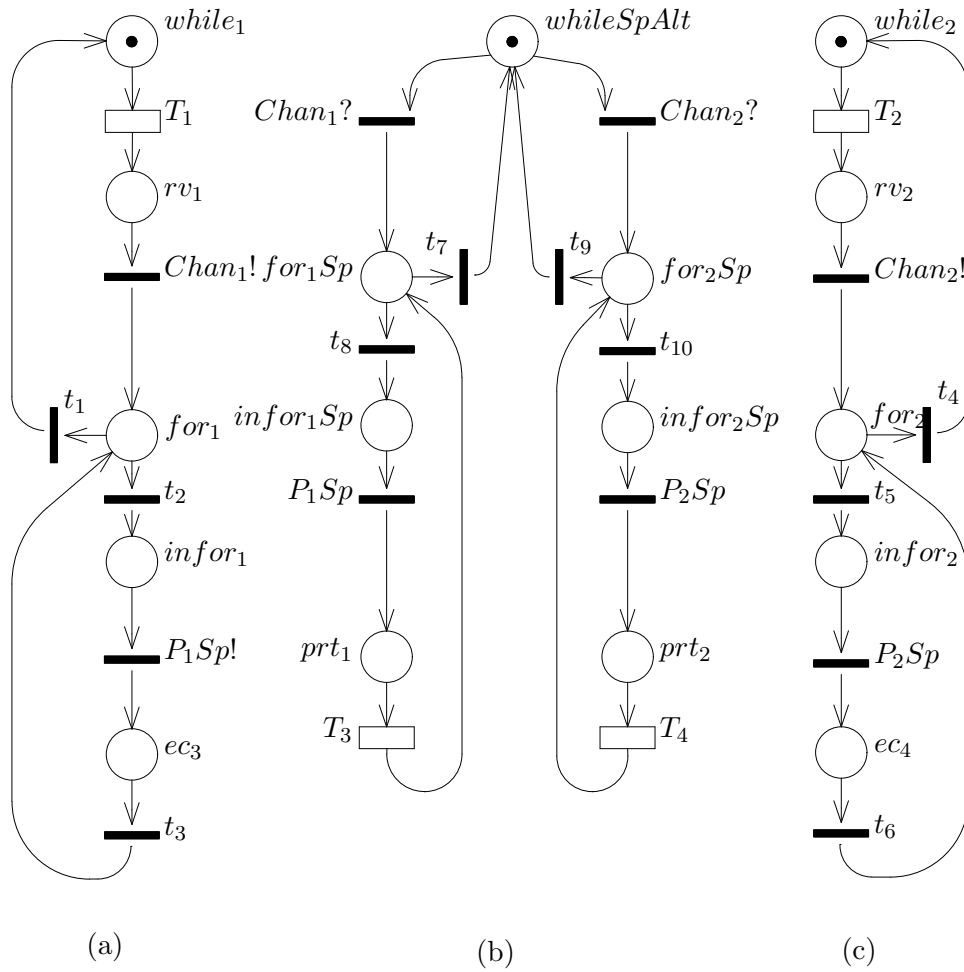 while₁
whileSpAlt
while₂
T₁
Chan₁?
Chan₂?
T₂
rv₁
rv₂
Chan₁!
for₁Sp
t₇
t₉
for₂Sp
Chan₂!
t₈
t₁₀
t₁
for₁
infor₁Sp
infor₂Sp
for₂
t₄
t₂
P₁Sp
P₂Sp
t₅
infor₁
infor₂
P₁Sp!
prt₁
prt₂
P₂Sp
T₃
T₄
ec₃
ec₄
t₃
t₆
(a)
(b)
(c)